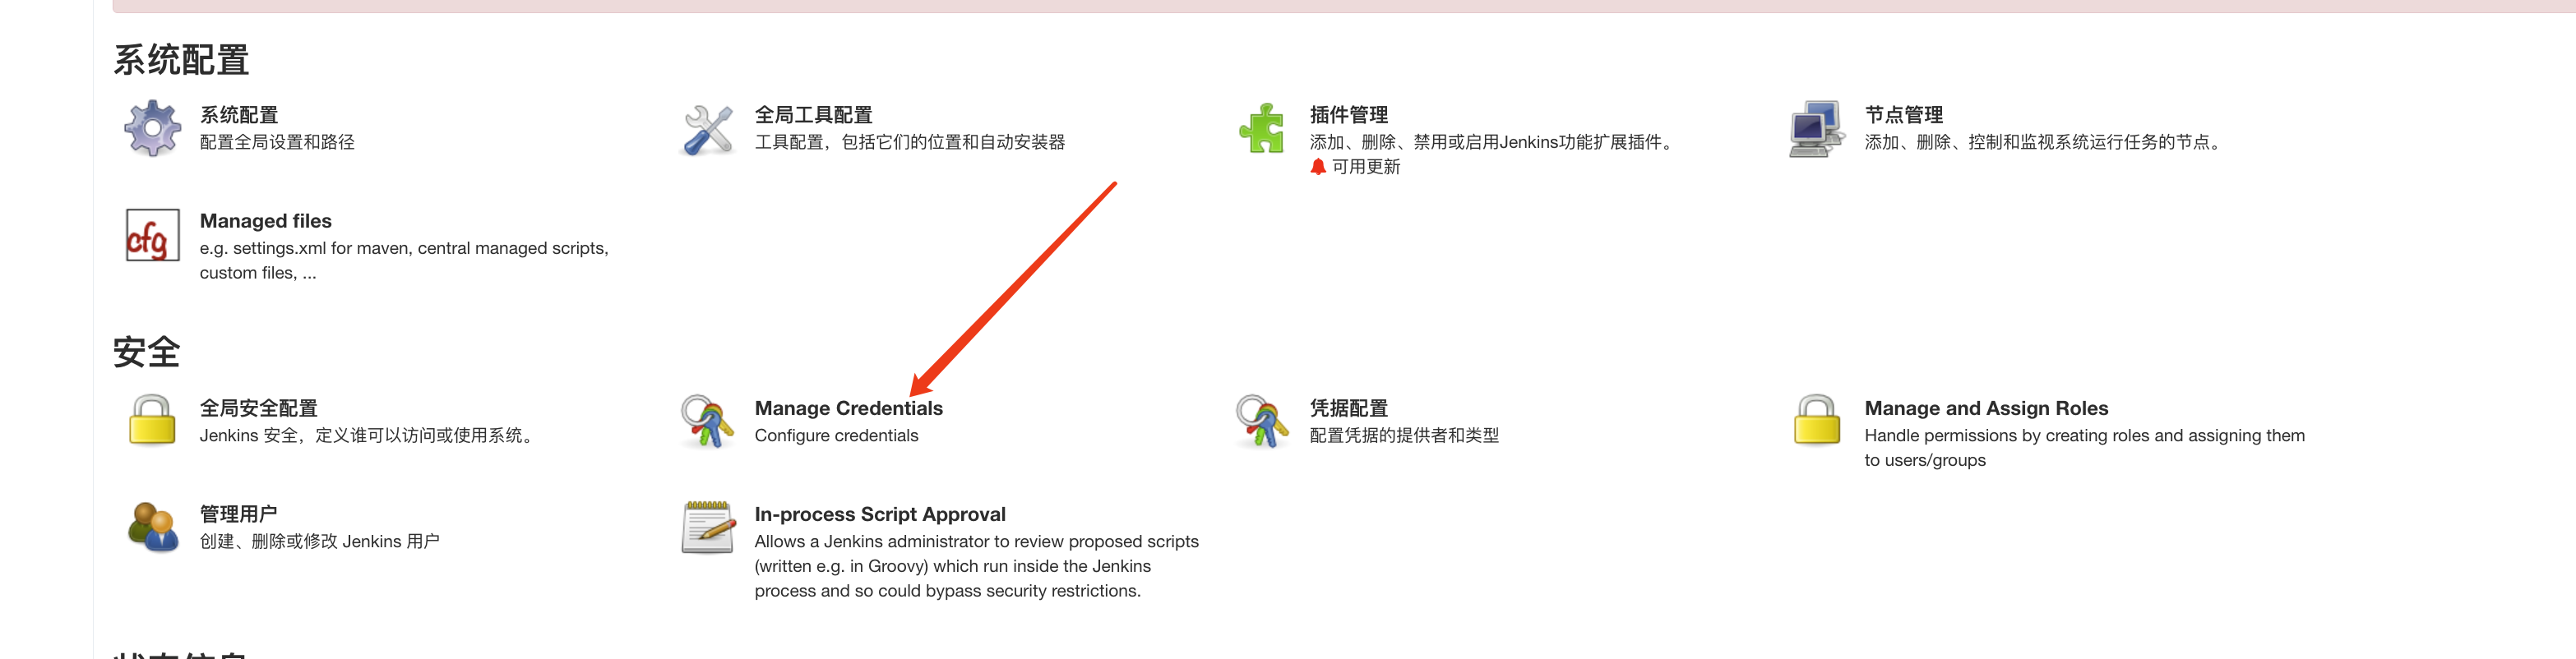 系统配置
系统配置
配置全局设置和路径
全局工具配置
工具配置，包括它们的位置和自动安装器
插件管理
添加、删除、禁用或启用Jenkins功能扩展插件。
可用更新
节点管理
添加、删除、控制和监视系统运行任务的节点。
cfg
Managed files
e.g. settings.xml for maven, central managed scripts,
custom files, ...
安全
全局安全配置
Jenkins 安全，定义谁可以访问或使用系统。
Manage Credentials
Configure credentials
凭据配置
配置凭据的提供者和类型
Manage and Assign Roles
Handle permissions by creating roles and assigning them
to users/groups
管理用户
创建、删除或修改 Jenkins 用户
In-process Script Approval
Allows a Jenkins administrator to review proposed scripts
(written e.g. in Groovy) which run inside the Jenkins
process and so could bypass security restrictions.
状态信息